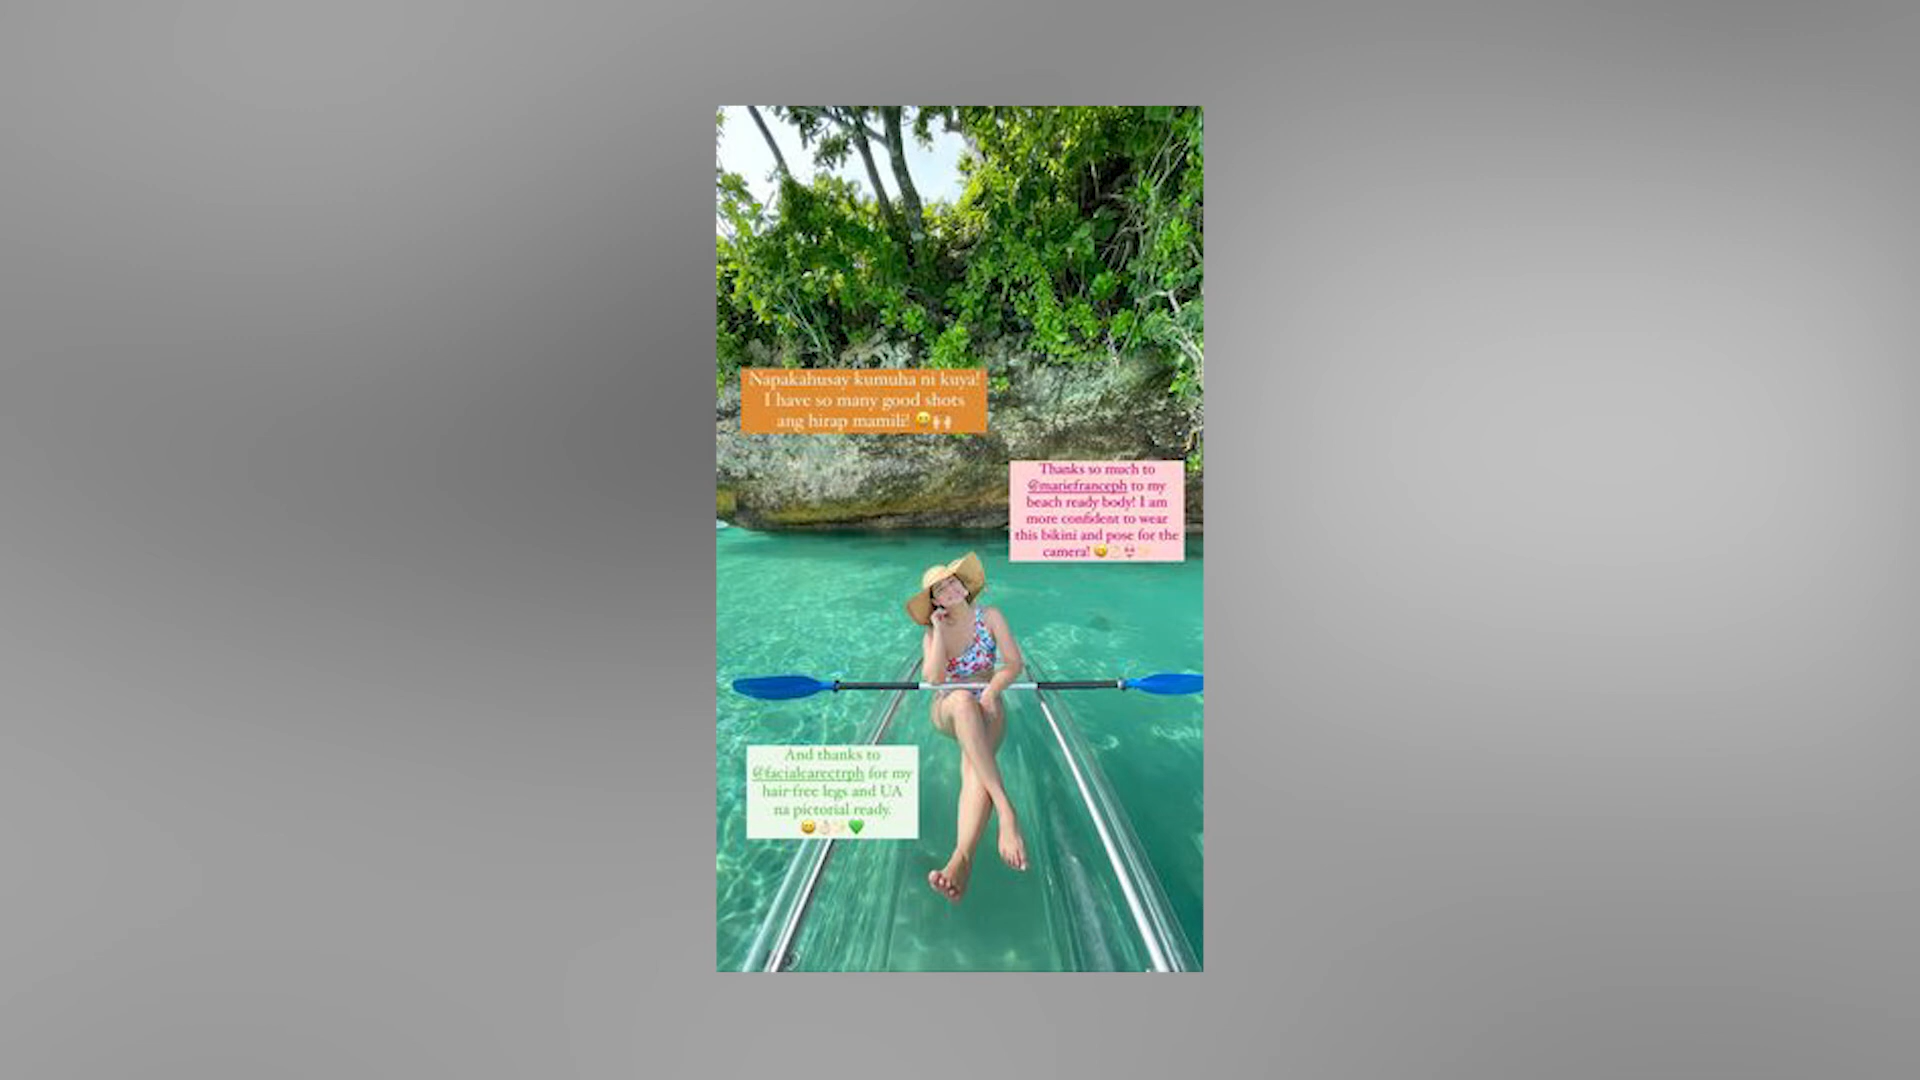 Napakahusay kumuha ni kuya!
I have so many good shots
ang hirap mamili!
Thanks so much to
@mariefranceph to my
beach ready body! I am
more confident to wear
this bikini and pose for the
camera!
And thanks to
@facialcarectrph for my
hair-free legs and UA
na pictorial ready.